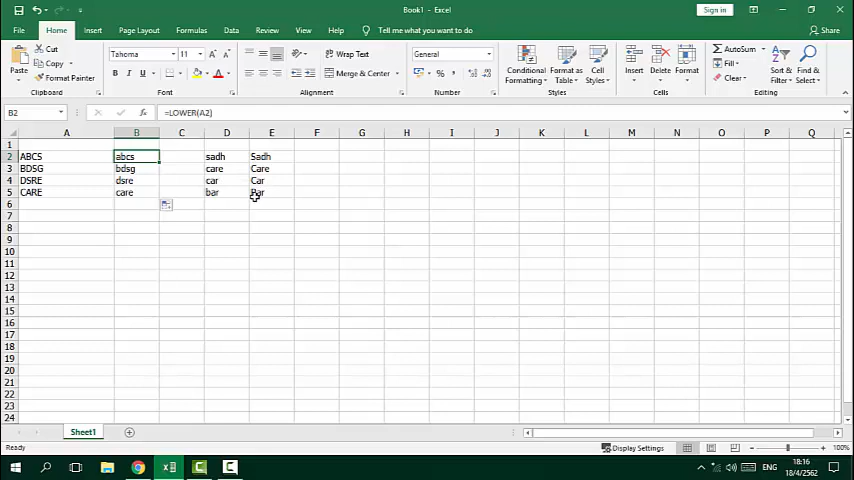 Book1 - Excel
Sign in
File Home Insert Page Layout Formulas Data Review View Help Tell me what you want to do Share
Paste Cut Copy Format Painter Clipboard
Tahoma 11 B I U A Font
Wrap Text Merge & Center Alignment
General % , Number
Conditional Formatting Format as Table Cell Styles Styles
Insert Delete Format Cells
AutoSum Fill Clear Sort & Filter Find & Select Editing
B2 fx =LOWER(A2)
A B C D E F G H I J K L M N O P Q
1
2 ABCS abcs sadh Sadh
3 BDSG bdsg care Care
4 DSRE dsre car Car
5 CARE care bar Bar
6
7
8
9
10
11
12
13
14
15
16
17
18
19
20
21
22
23
24
Sheet1
Ready Display Settings 100%
ENG 18:16
18/4/2562